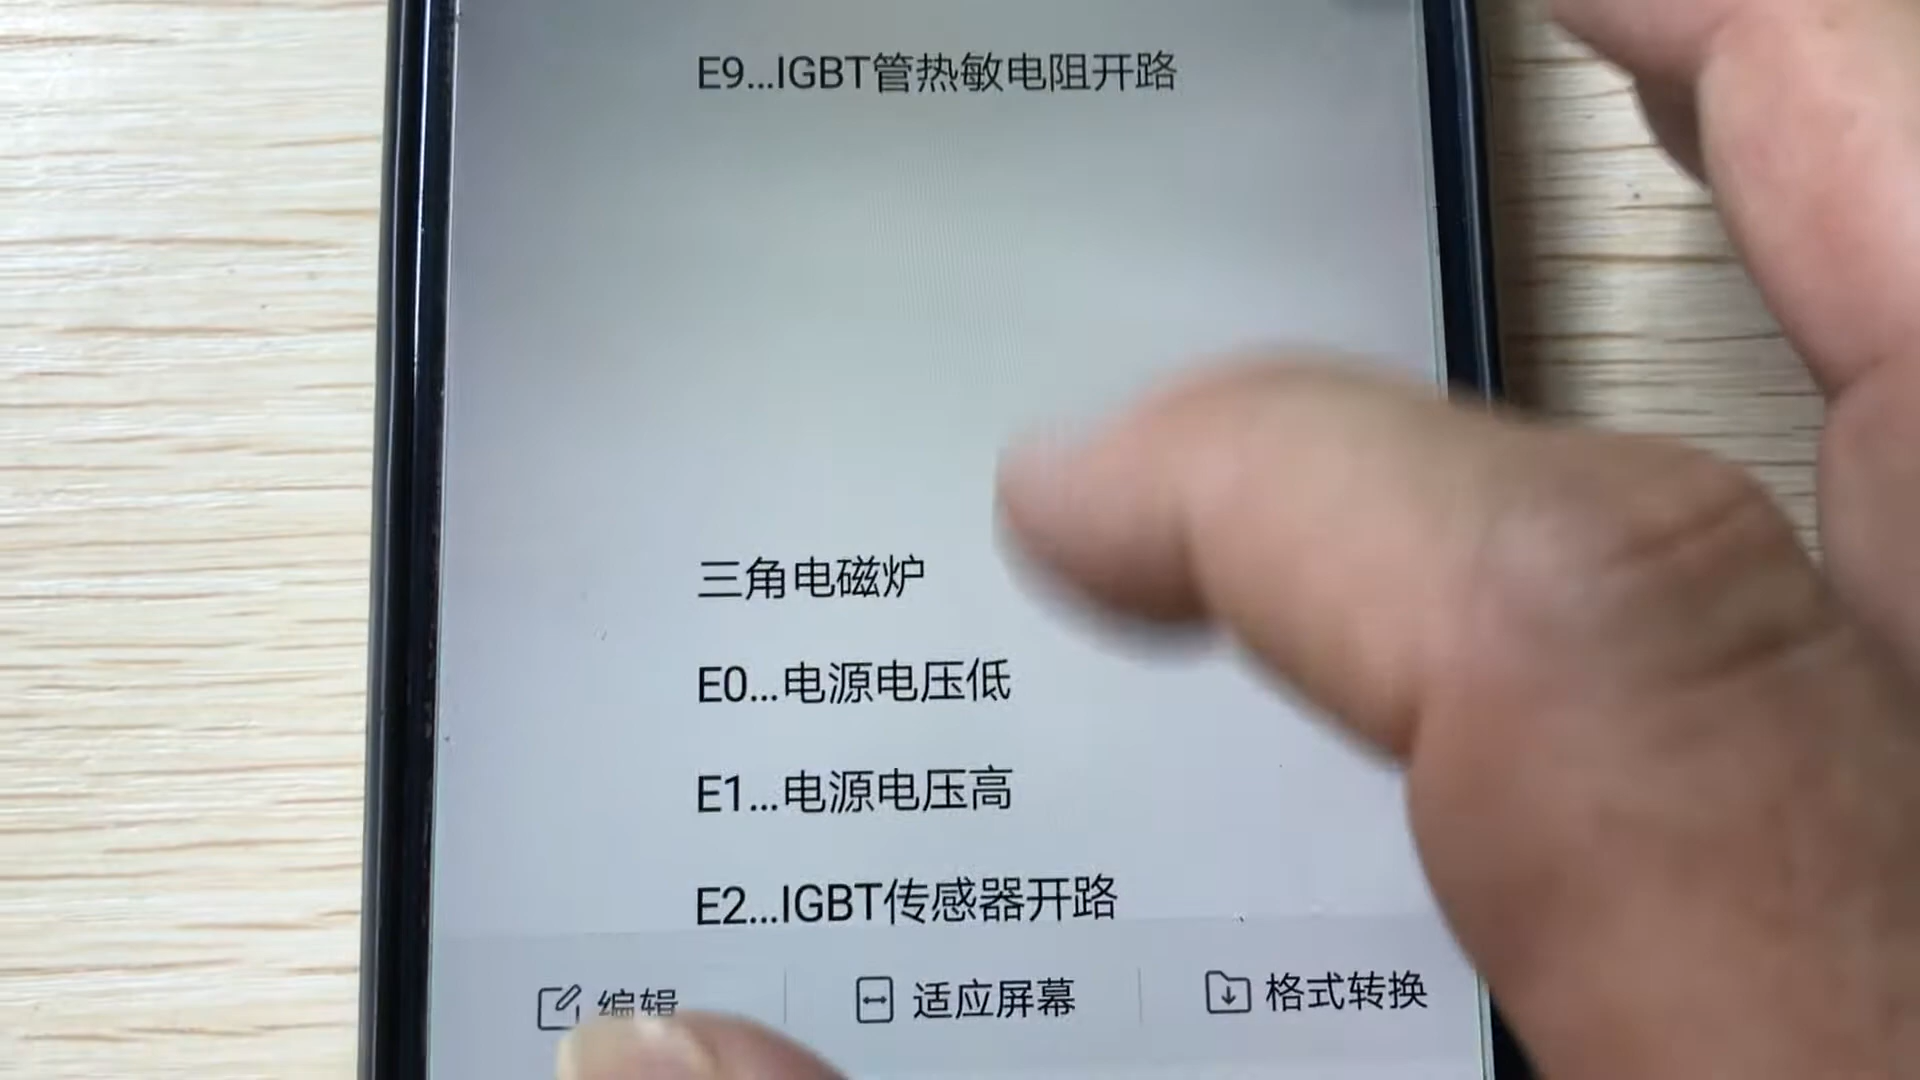 E9...IGBT管热敏电阻开路
三角电磁炉
E0...电源电压低
E1...电源电压高
E2...IGBT传感器开路
编辑
适应屏幕
格式转换